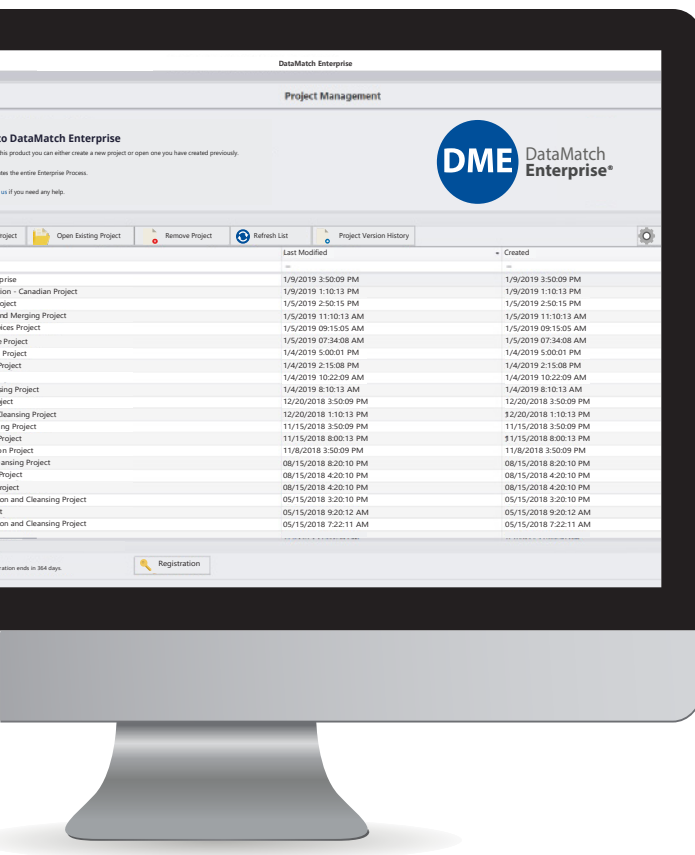 DataMatch Enterprise
Project Management
to DataMatch Enterprise
this product you can either create a new project or open one you have created previously.
ates the entire Enterprise Process.
us if you need any help.
DME DataMatch
Enterprise®
roject Open Existing Project Remove Project Refresh List Project Version History
Last Modified Created
= =
prise 1/9/2019 3:50:09 PM 1/9/2019 3:50:09 PM
ion - Canadian Project 1/9/2019 1:10:13 PM 1/9/2019 1:10:13 PM
oject 1/5/2019 2:50:15 PM 1/5/2019 2:50:15 PM
nd Merging Project 1/5/2019 11:10:13 AM 1/5/2019 11:10:13 AM
ices Project 1/5/2019 09:15:05 AM 1/5/2019 09:15:05 AM
e Project 1/5/2019 07:34:08 AM 1/5/2019 07:34:08 AM
Project 1/4/2019 5:00:01 PM 1/4/2019 5:00:01 PM
Project 1/4/2019 2:15:08 PM 1/4/2019 2:15:08 PM
1/4/2019 10:22:09 AM 1/4/2019 10:22:09 AM
sing Project 1/4/2019 8:10:13 AM 1/4/2019 8:10:13 AM
ject 12/20/2018 3:50:09 PM 12/20/2018 3:50:09 PM
Cleansing Project 12/20/2018 1:10:13 PM 12/20/2018 1:10:13 PM
ng Project 11/15/2018 3:50:09 PM 11/15/2018 3:50:09 PM
Project 11/15/2018 8:00:13 PM 11/15/2018 8:00:13 PM
on Project 11/8/2018 3:50:09 PM 11/8/2018 3:50:09 PM
ansing Project 08/15/2018 8:20:10 PM 08/15/2018 8:20:10 PM
Project 08/15/2018 4:20:10 PM 08/15/2018 4:20:10 PM
roject 08/15/2018 4:20:10 PM 08/15/2018 4:20:10 PM
on and Cleansing Project 05/15/2018 3:20:10 PM 05/15/2018 3:20:10 PM
t 05/15/2018 9:20:12 AM 05/15/2018 9:20:12 AM
on and Cleansing Project 05/15/2018 7:22:11 AM 05/15/2018 7:22:11 AM
ration ends in 364 days. Registration